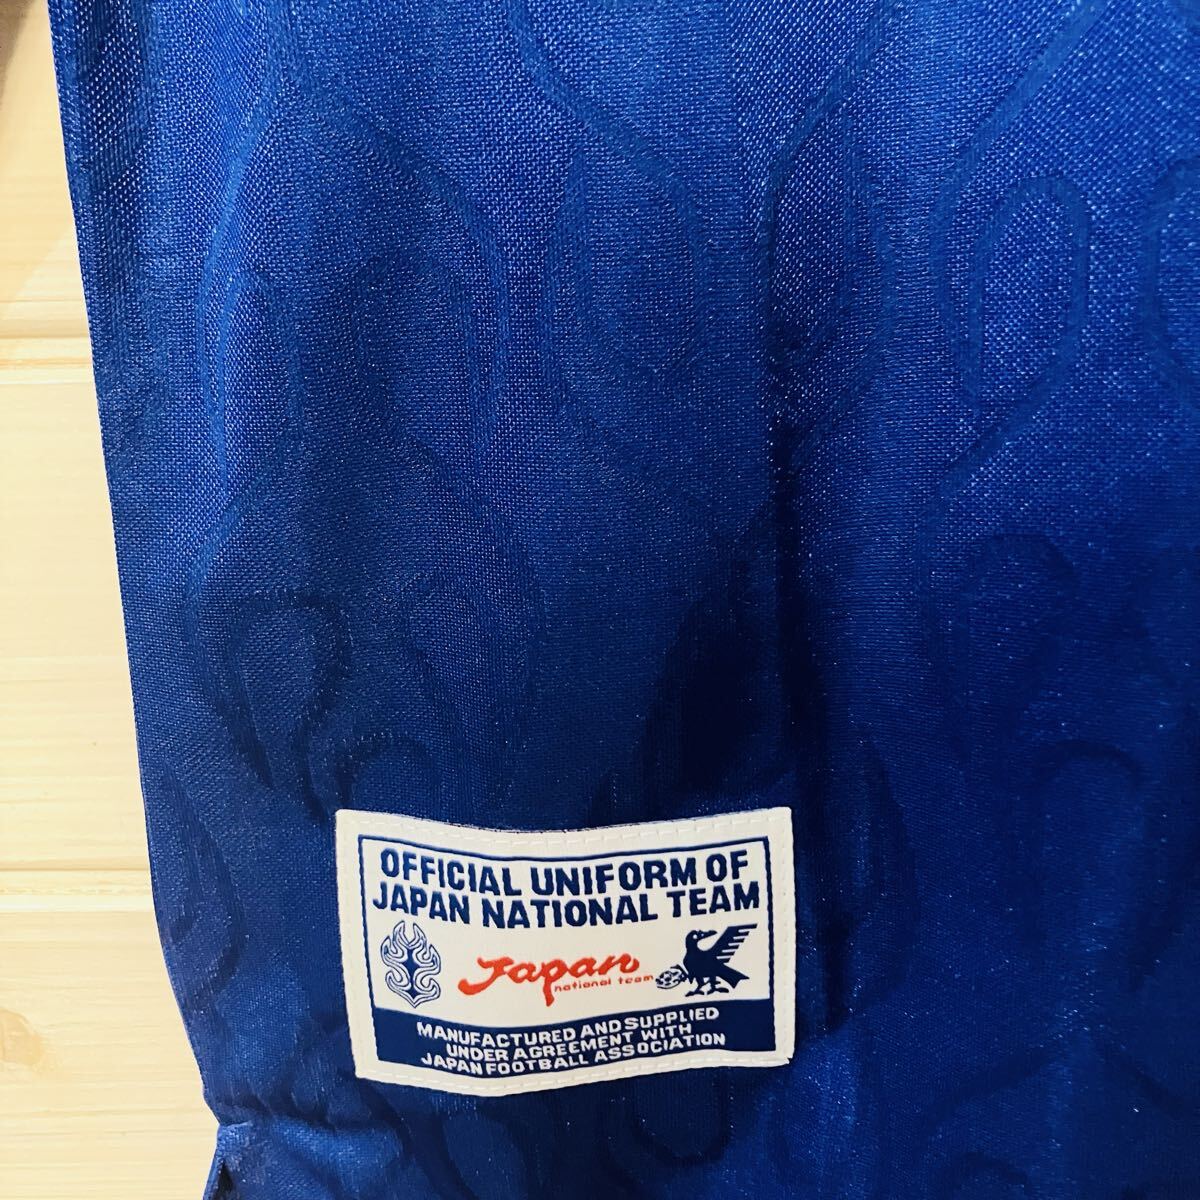 OFFICIAL UNIFORM OF
JAPAN NATIONAL TEAM
Japan
national team
MANUFACTURED AND SUPPLIED
UNDER AGREEMENT WITH
JAPAN FOOTBALL ASSOCIATION